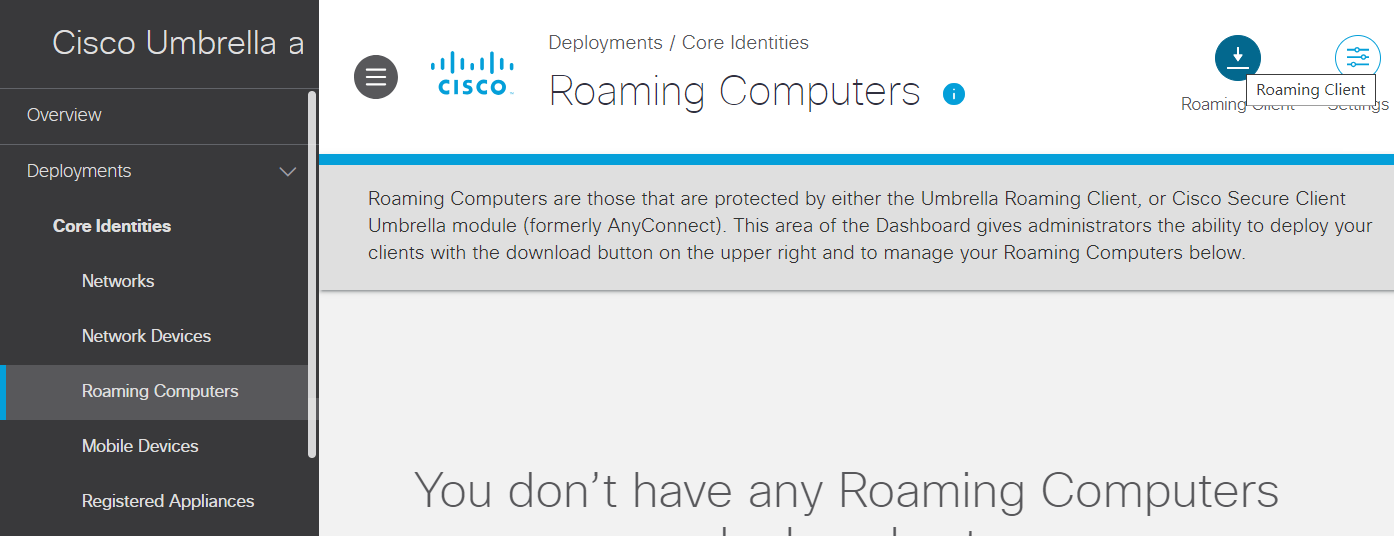 Cisco Umbrella a
Overview
Deployments
Core Identities
Networks
Network Devices
Roaming Computers
Mobile Devices
Registered Appliances
CISCO
Deployments / Core Identities
Roaming Computers
i
Roaming Client
Roaming Client
Settings
Roaming Computers are those that are protected by either the Umbrella Roaming Client, or Cisco Secure Client
Umbrella module (formerly AnyConnect). This area of the Dashboard gives administrators the ability to deploy your
clients with the download button on the upper right and to manage your Roaming Computers below.
You don’t have any Roaming Computers